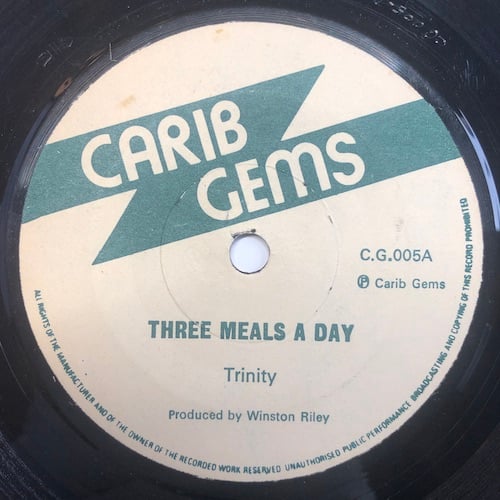 CARIB
GEMS
C.G.005A
℗ Carib Gems
THREE MEALS A DAY
Trinity
Produced by Winston Riley
ALL RIGHTS OF THE MANUFACTURER AND OF THE OWNER OF THE RECORDED WORK RESERVED UNAUTHORISED PUBLIC PERFORMANCE BROADCASTING AND COPYING OF THIS RECORD PROHIBITED